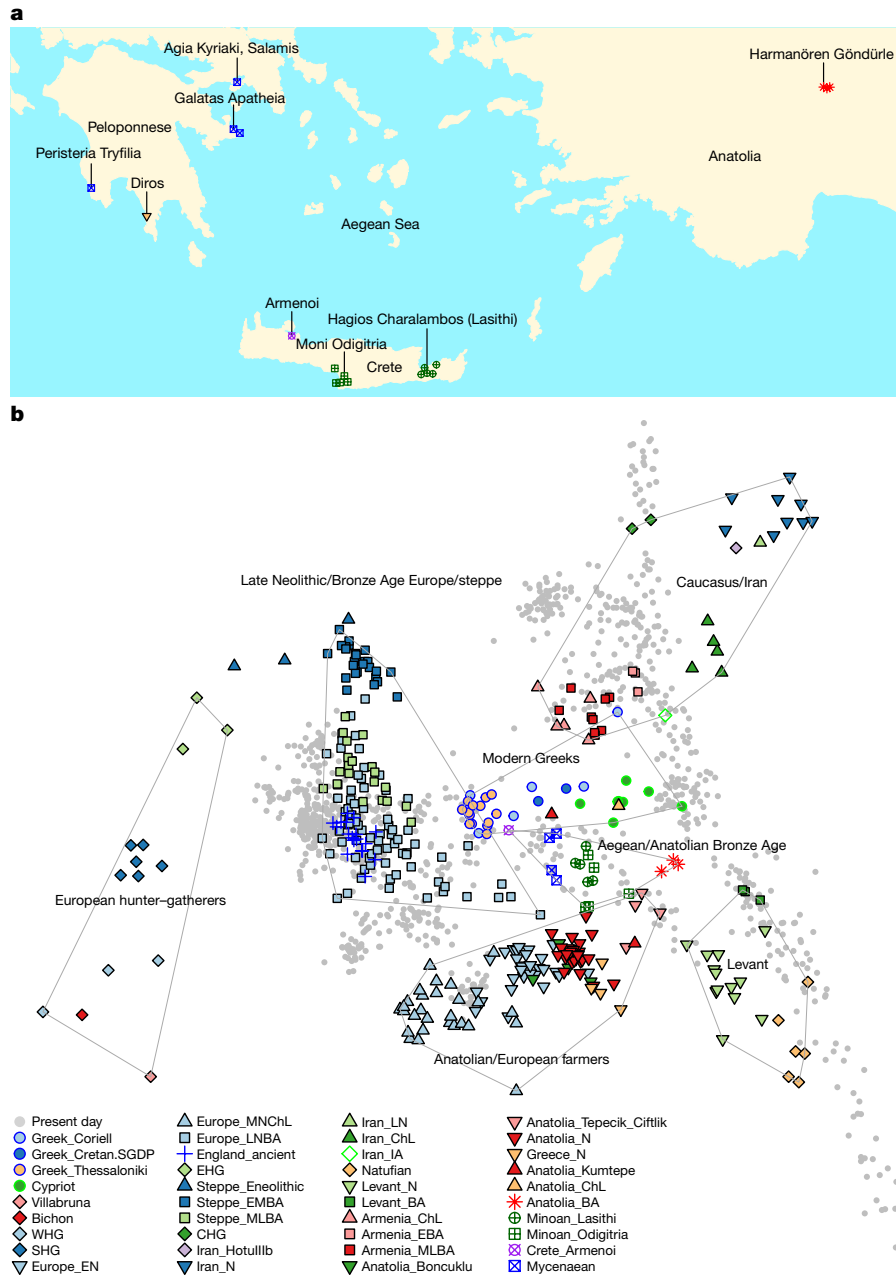 a
Agia Kyriaki, Salamis
Harmanören Göndürle
Galatas Apatheia
Peloponnese
Peristeria Tryfilia
Anatolia
Diros
Aegean Sea
Armenoi
Hagios Charalambos (Lasithi)
Moni Odigitria
Crete
b
Late Neolithic/Bronze Age Europe/steppe
Caucasus/Iran
Modern Greeks
Aegean/Anatolian Bronze Age
European hunter–gatherers
Levant
Anatolian/European farmers
Present day
Greek_Coriell
Greek_Cretan.SGDP
Greek_Thessaloniki
Cypriot
Villabruna
Bichon
WHG
SHG
Europe_EN
Europe_MNChL
Europe_LNBA
England_ancient
EHG
Steppe_Eneolithic
Steppe_EMBA
Steppe_MLBA
CHG
Iran_HotuIIIb
Iran_N
Iran_LN
Iran_ChL
Iran_IA
Natufian
Levant_N
Levant_BA
Armenia_ChL
Armenia_EBA
Armenia_MLBA
Anatolia_Boncuklu
Anatolia_Tepecik_Ciftlik
Anatolia_N
Greece_N
Anatolia_Kumtepe
Anatolia_ChL
Anatolia_BA
Minoan_Lasithi
Minoan_Odigitria
Crete_Armenoi
Mycenaean